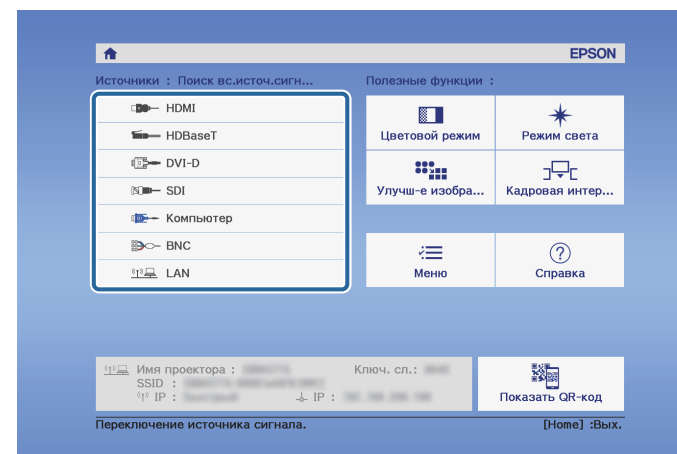 EPSON
Источники : Поиск вс.источ.сигн...
Полезные функции :
HDMI
HDBaseT
DVI-D
SDI
Компьютер
BNC
LAN
Цветовой режим
Режим света
Улучш-е изобра...
Кадровая интер...
Меню
Справка
Имя проектора :
Ключ. сл.:
SSID :
IP :
IP :
Показать QR-код
Переключение источника сигнала.
[Home] :Вых.